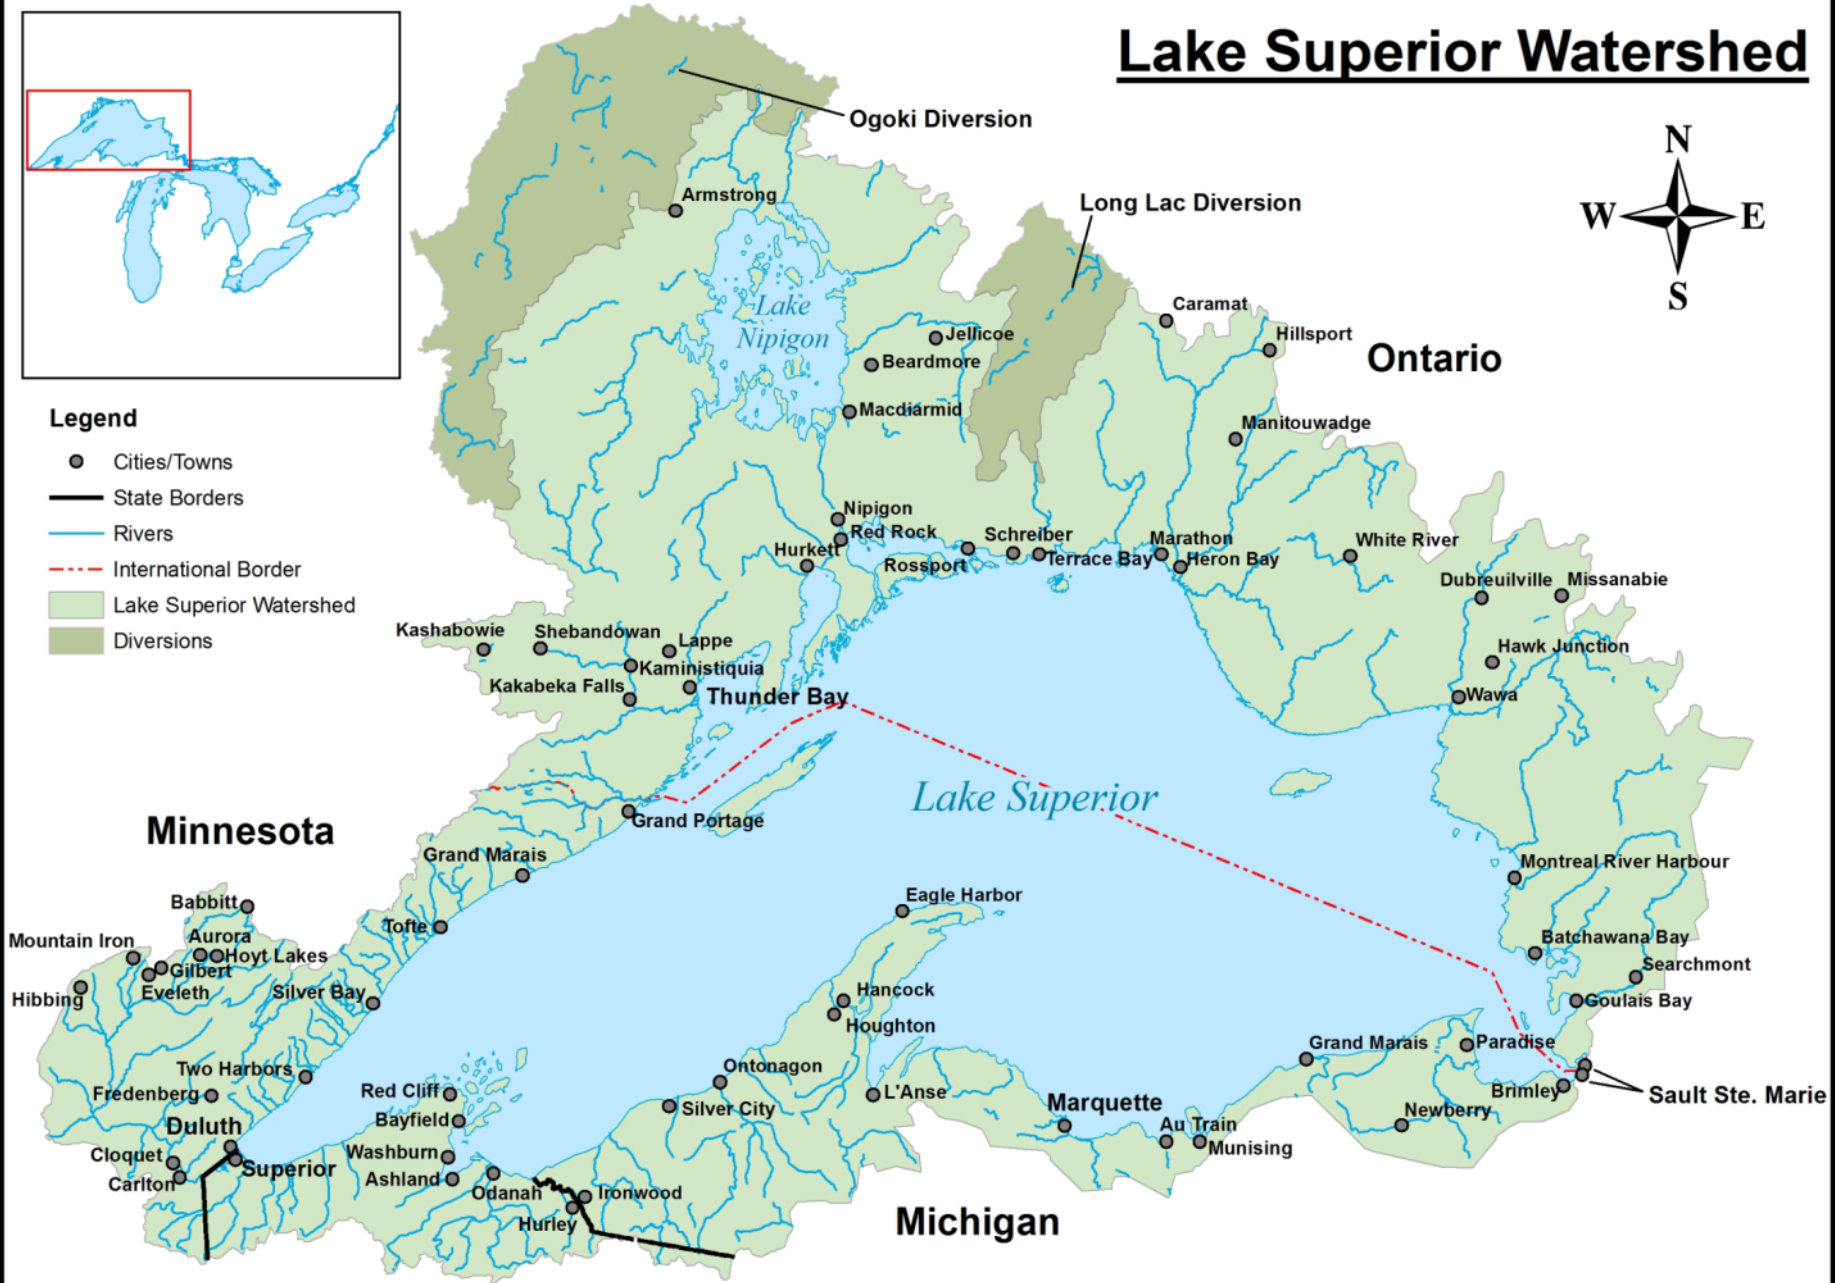 Lake Superior Watershed
Ogoki Diversion
N
W
E
S
Armstrong
Long Lac Diversion
Lake
Nipigon
Caramat
Hillsport
Jellicoe
Beardmore
Ontario
Macdiarmid
Manitouwadge
Legend
Cities/Towns
State Borders
Rivers
International Border
Lake Superior Watershed
Diversions
Nipigon
Red Rock
Hurkett
Schreiber
Rossport
Terrace Bay
Marathon
Heron Bay
White River
Dubreuilville
Missanabie
Kashabowie
Shebandowan
Lappe
Kaministiquia
Kakabeka Falls
Thunder Bay
Hawk Junction
Wawa
Lake Superior
Grand Portage
Minnesota
Grand Marais
Montreal River Harbour
Babbitt
Eagle Harbor
Tofte
Aurora
Mountain Iron
Hoyt Lakes
Gilbert
Eveleth
Hibbing
Silver Bay
Batchawana Bay
Searchmont
Goulais Bay
Hancock
Houghton
Grand Marais
Paradise
Two Harbors
Fredenberg
Ontonagon
Red Cliff
Silver City
L'Anse
Brimley
Sault Ste. Marie
Bayfield
Marquette
Newberry
Duluth
Au Train
Munising
Cloquet
Washburn
Superior
Carlton
Ashland
Odanah
Ironwood
Hurley
Michigan